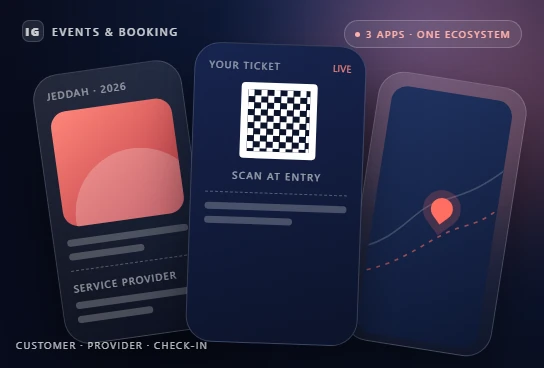 IG EVENTS & BOOKING
3 APPS · ONE ECOSYSTEM
JEDDAH · 2026
SERVICE PROVIDER
YOUR TICKET
LIVE
SCAN AT ENTRY
CUSTOMER · PROVIDER · CHECK-IN